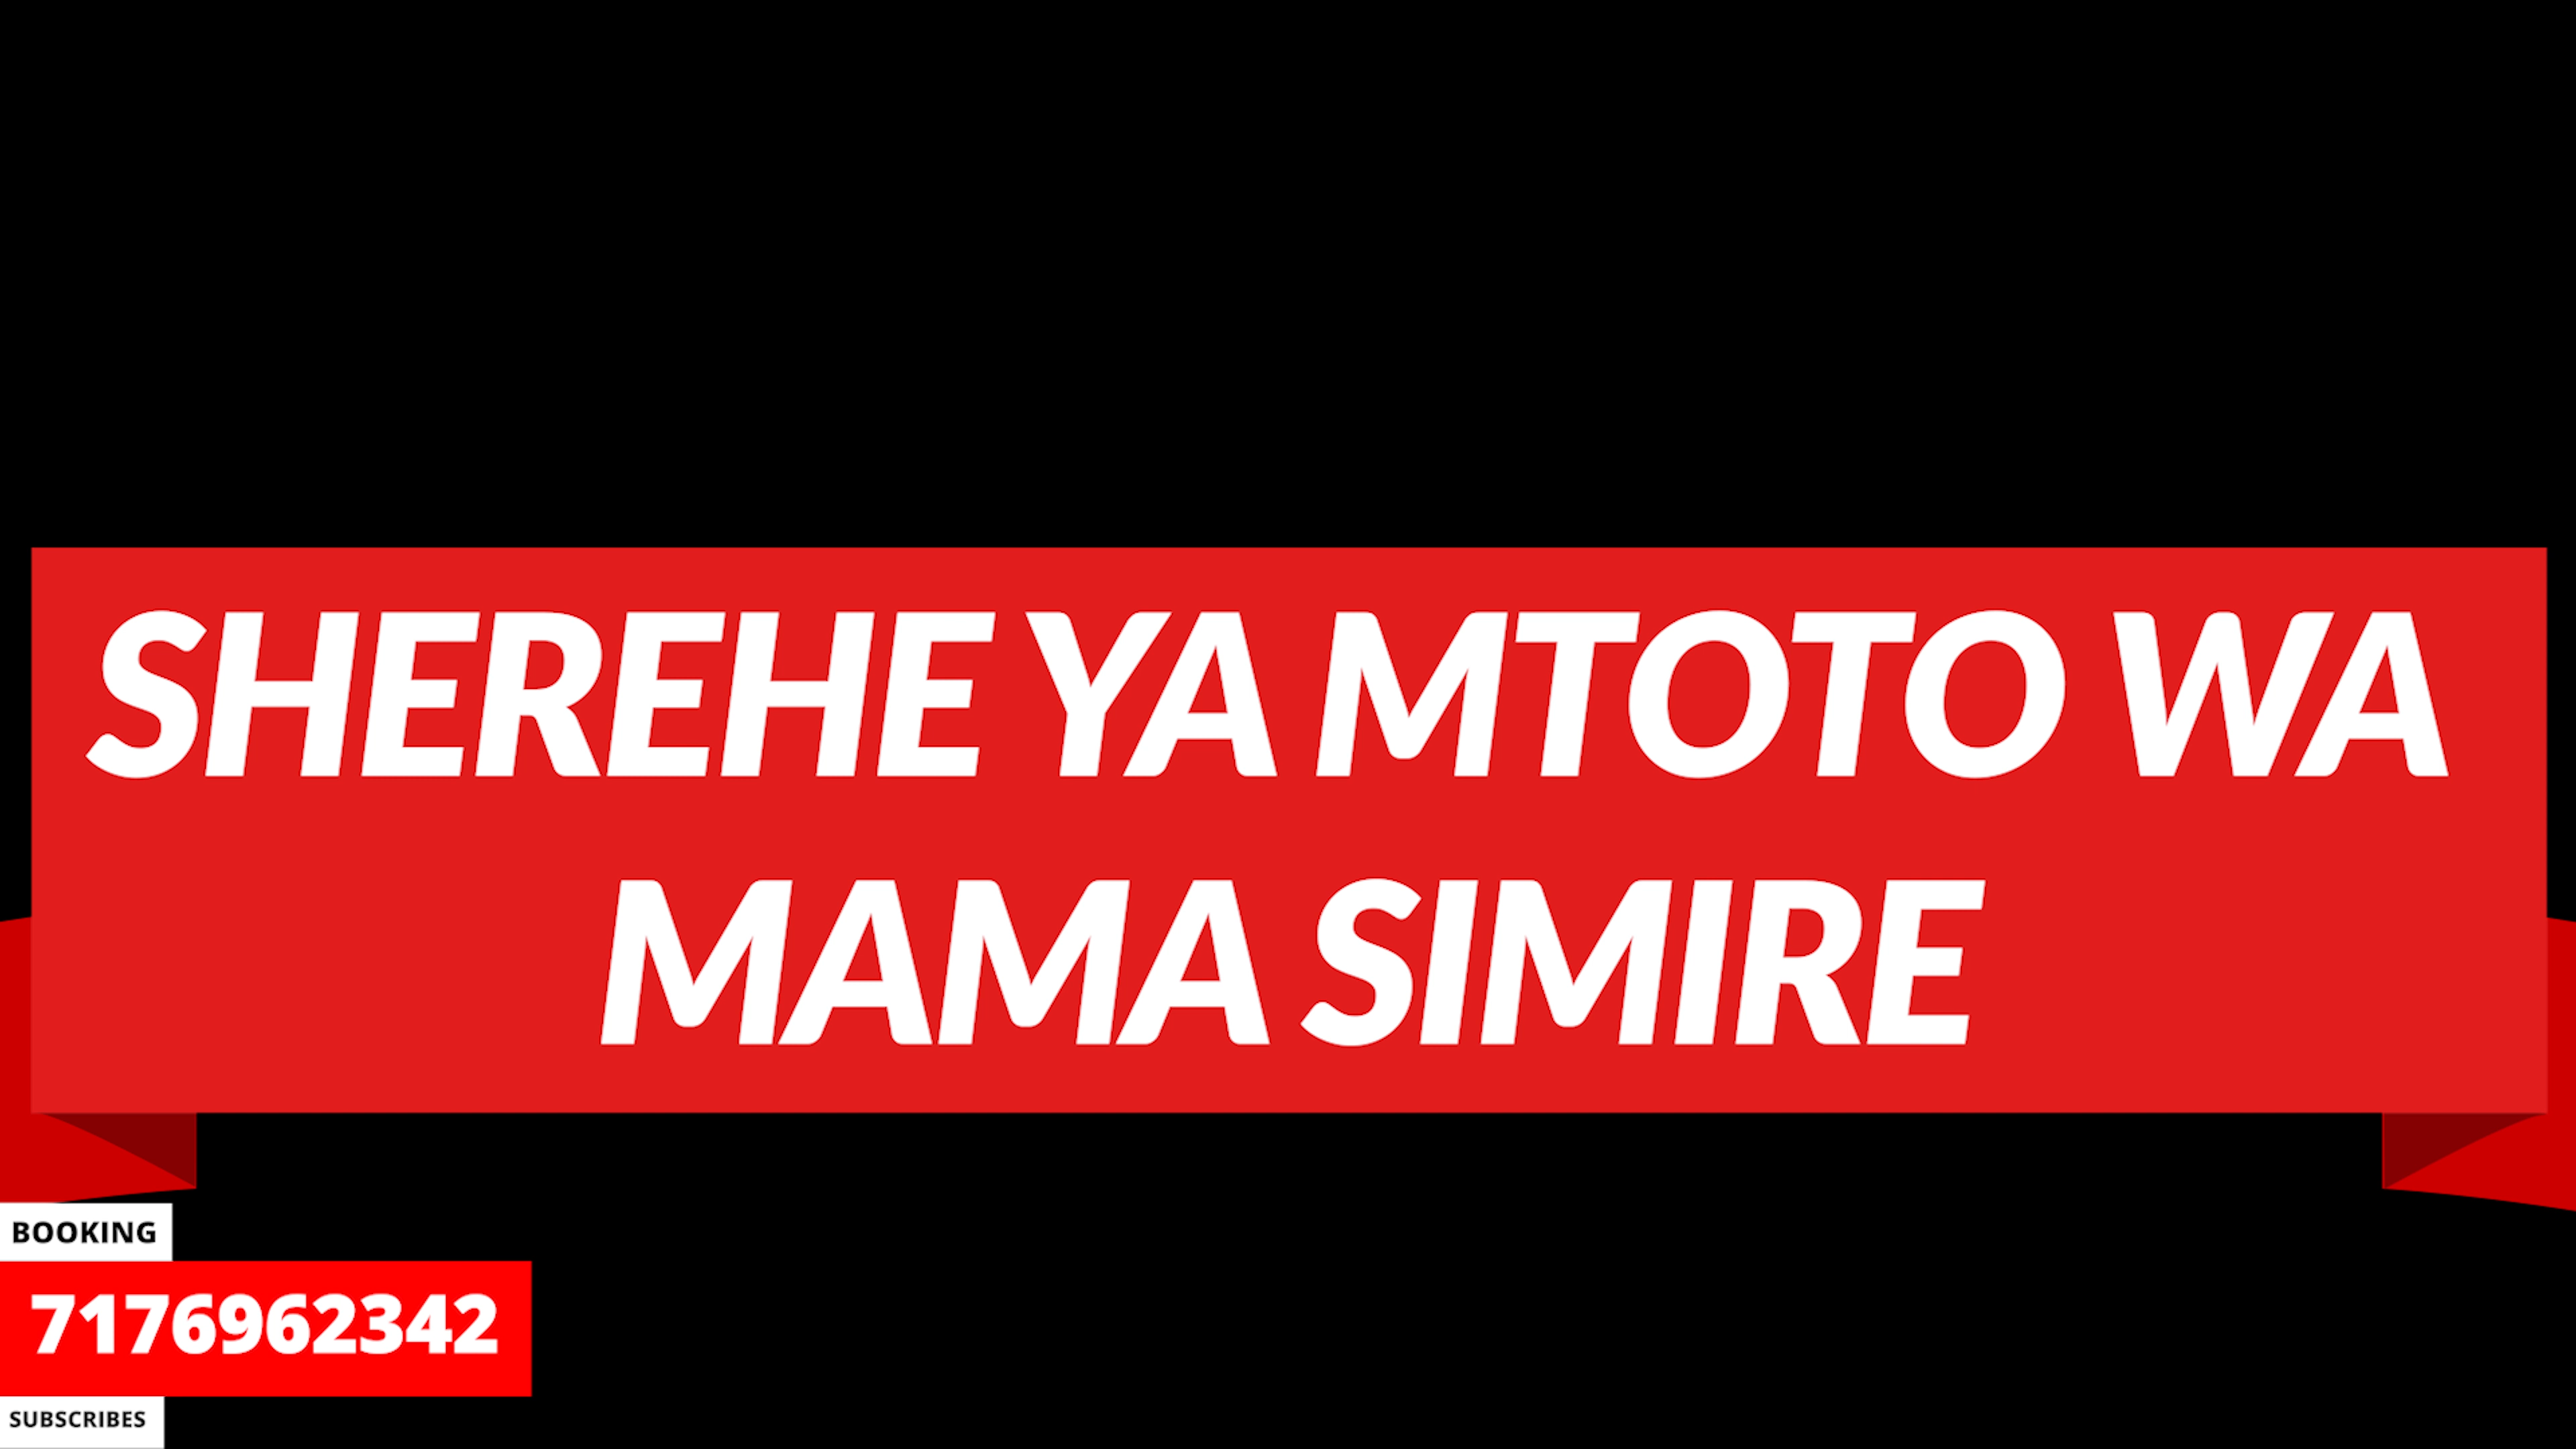 SHEREHE YA MTOTO WA
MAMA SIMIRE
BOOKING
7176962342
SUBSCRIBES